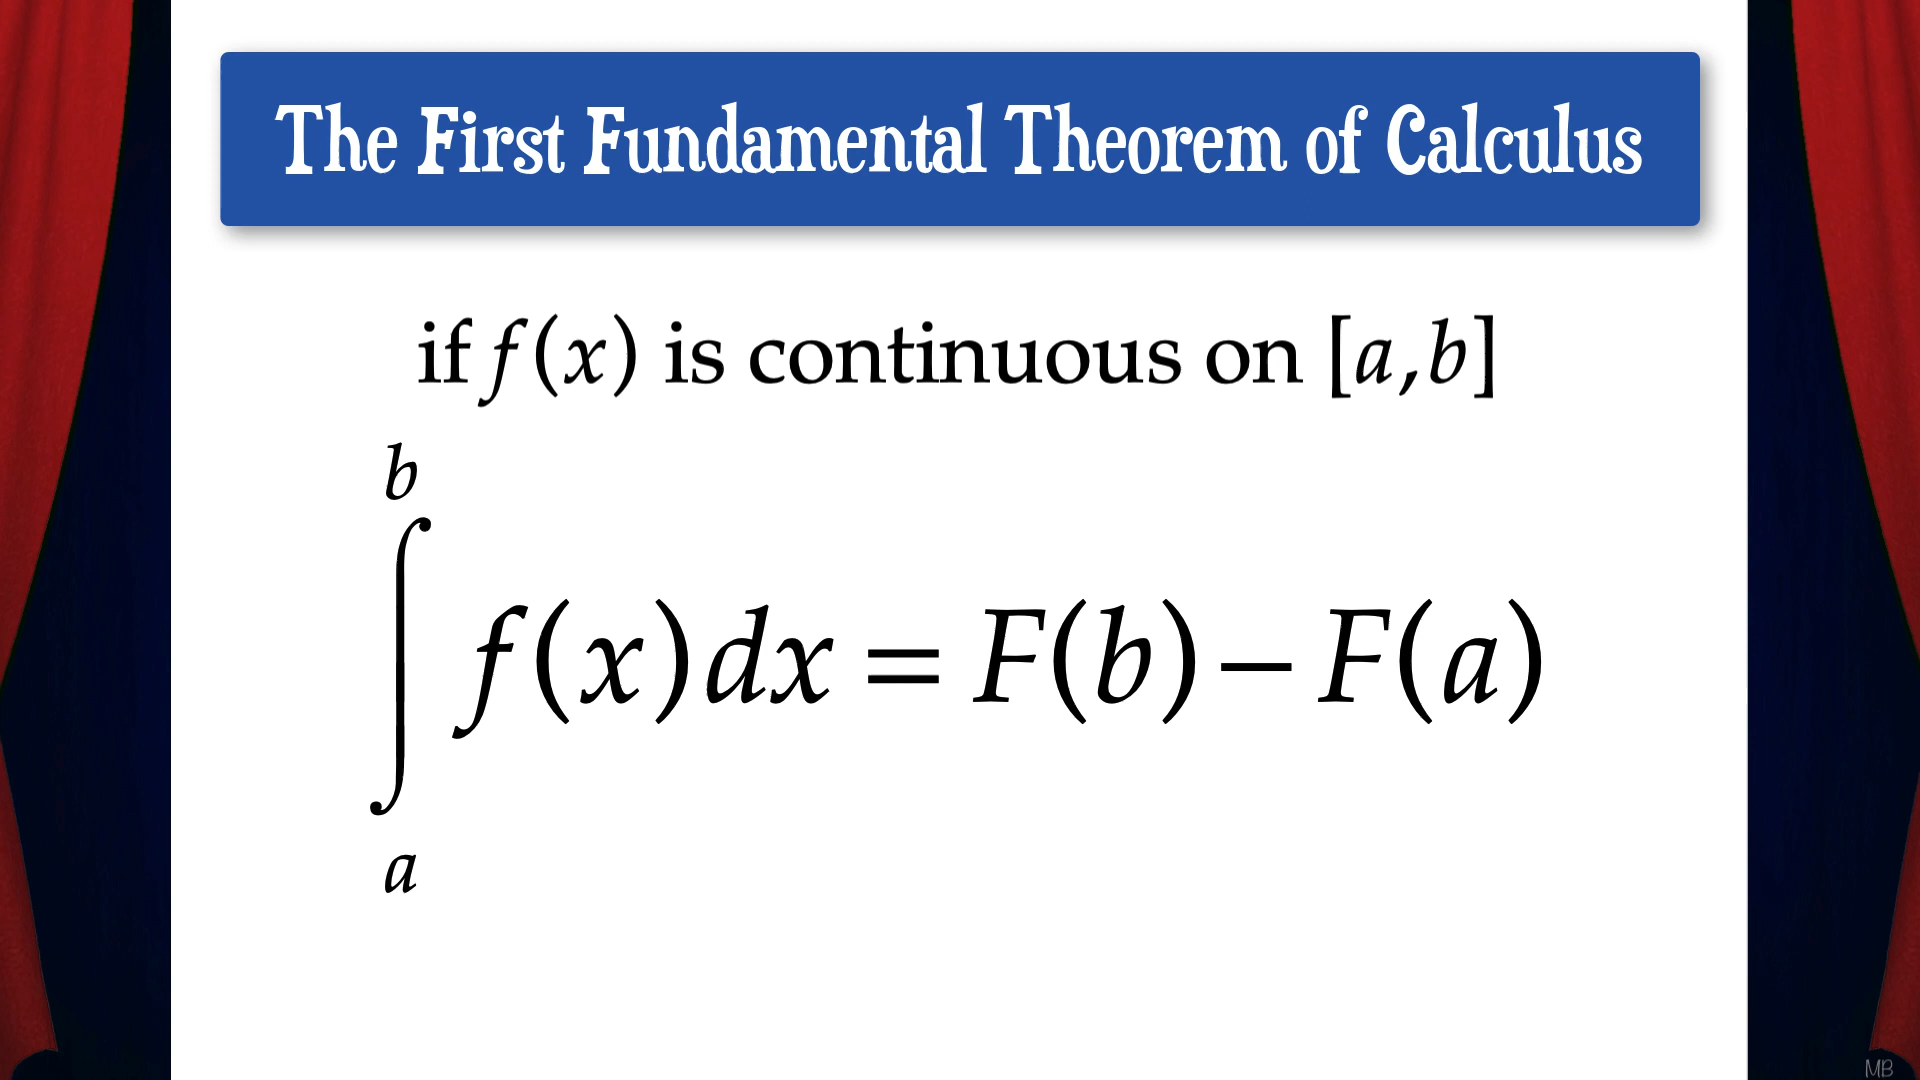 The First Fundamental Theorem of Calculus
if f(x) is continuous on [a,b]
b
∫ f(x)dx = F(b) – F(a)
a
MB